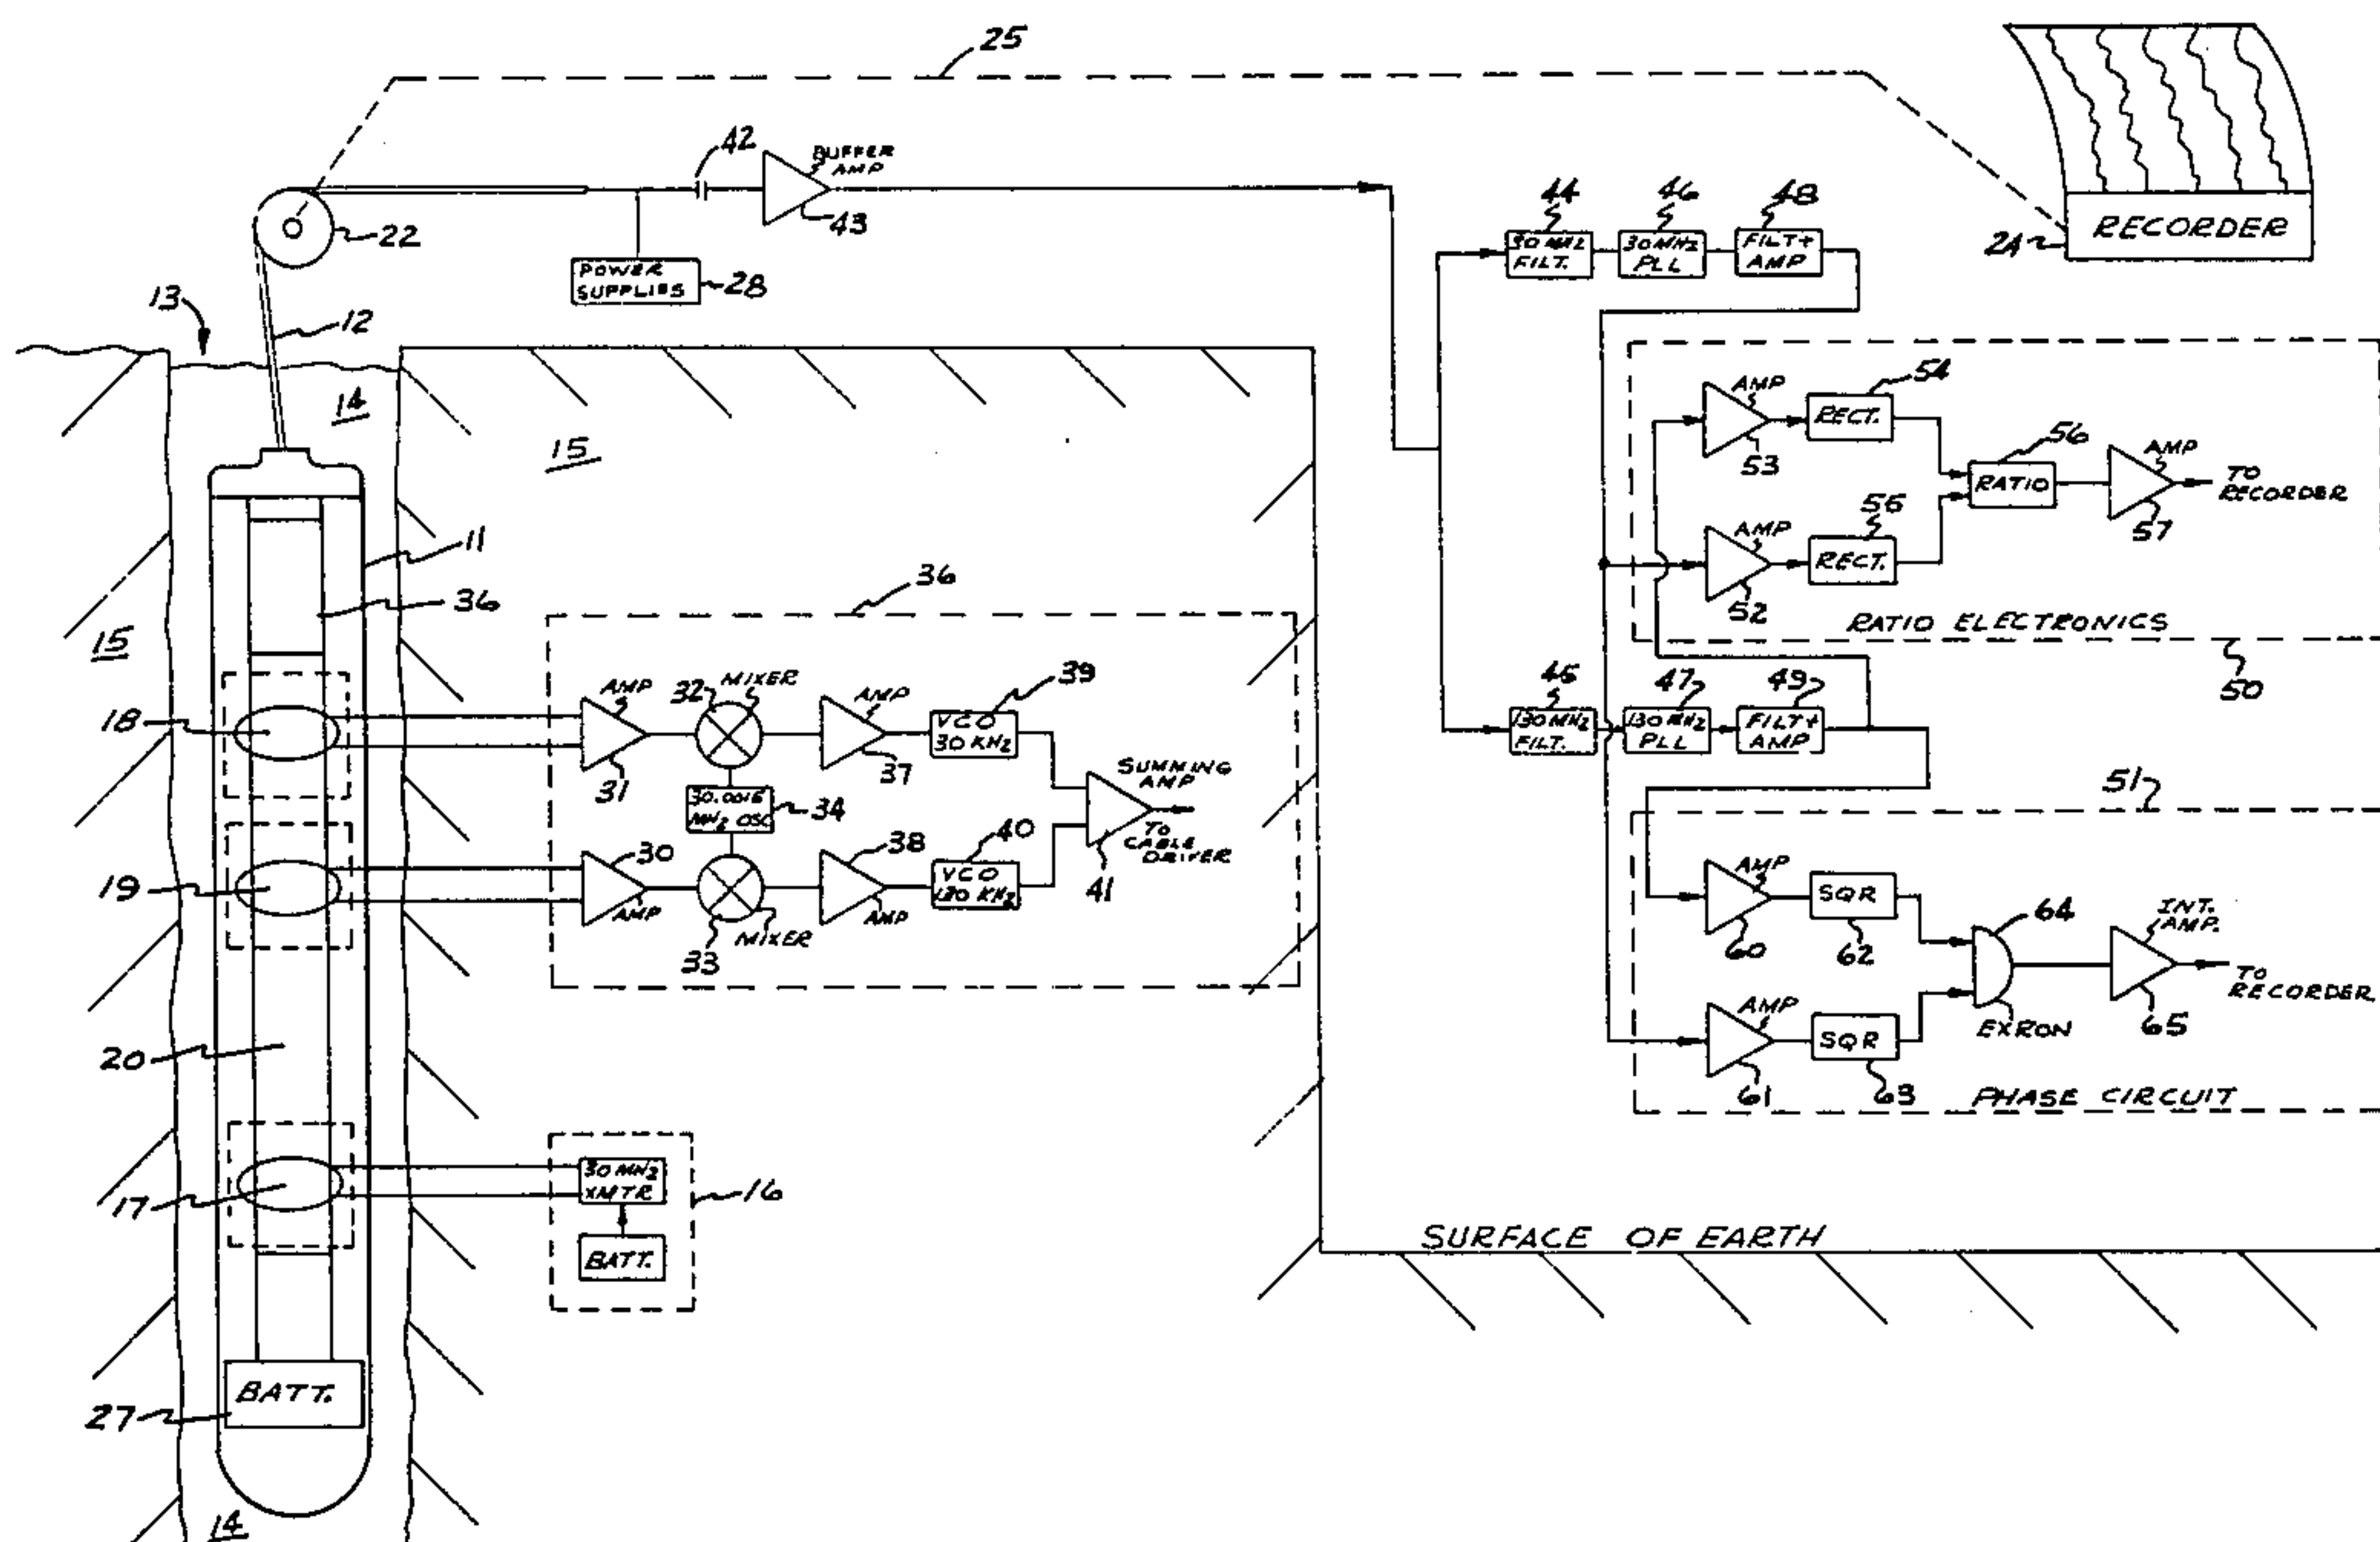 25
42
BUFFER
AMP
43
22
POWER
SUPPLIES
28
44
46
48
30 MHZ
FILT.
30 MHZ
PLL
FILT+
AMP
RECORDER
24
13
12
14
15
11
36
15
18
19
20
17
BATT.
27
14
36
AMP
31
32
MIXER
AMP
37
39
VCO
30 KHZ
30.0015
MHZ OSC
34
SUMMING
AMP
TO
CABLE
DRIVER
41
30
AMP
33
MIXER
38
AMP
40
VCO
130 KHZ
30 MHZ
XMTR
BATT.
16
AMP
53
54
RECT.
56
RATIO
AMP
57
TO
RECORDER
AMP
52
55
RECT.
RATIO ELECTRONICS
50
45
47
49
130 MHZ
FILT.
130 MHZ
PLL
FILT+
AMP
51
AMP
60
SQR
62
64
EXRON
INT.
AMP.
65
TO
RECORDER
AMP
61
SQR
63
PHASE CIRCUIT
SURFACE OF EARTH